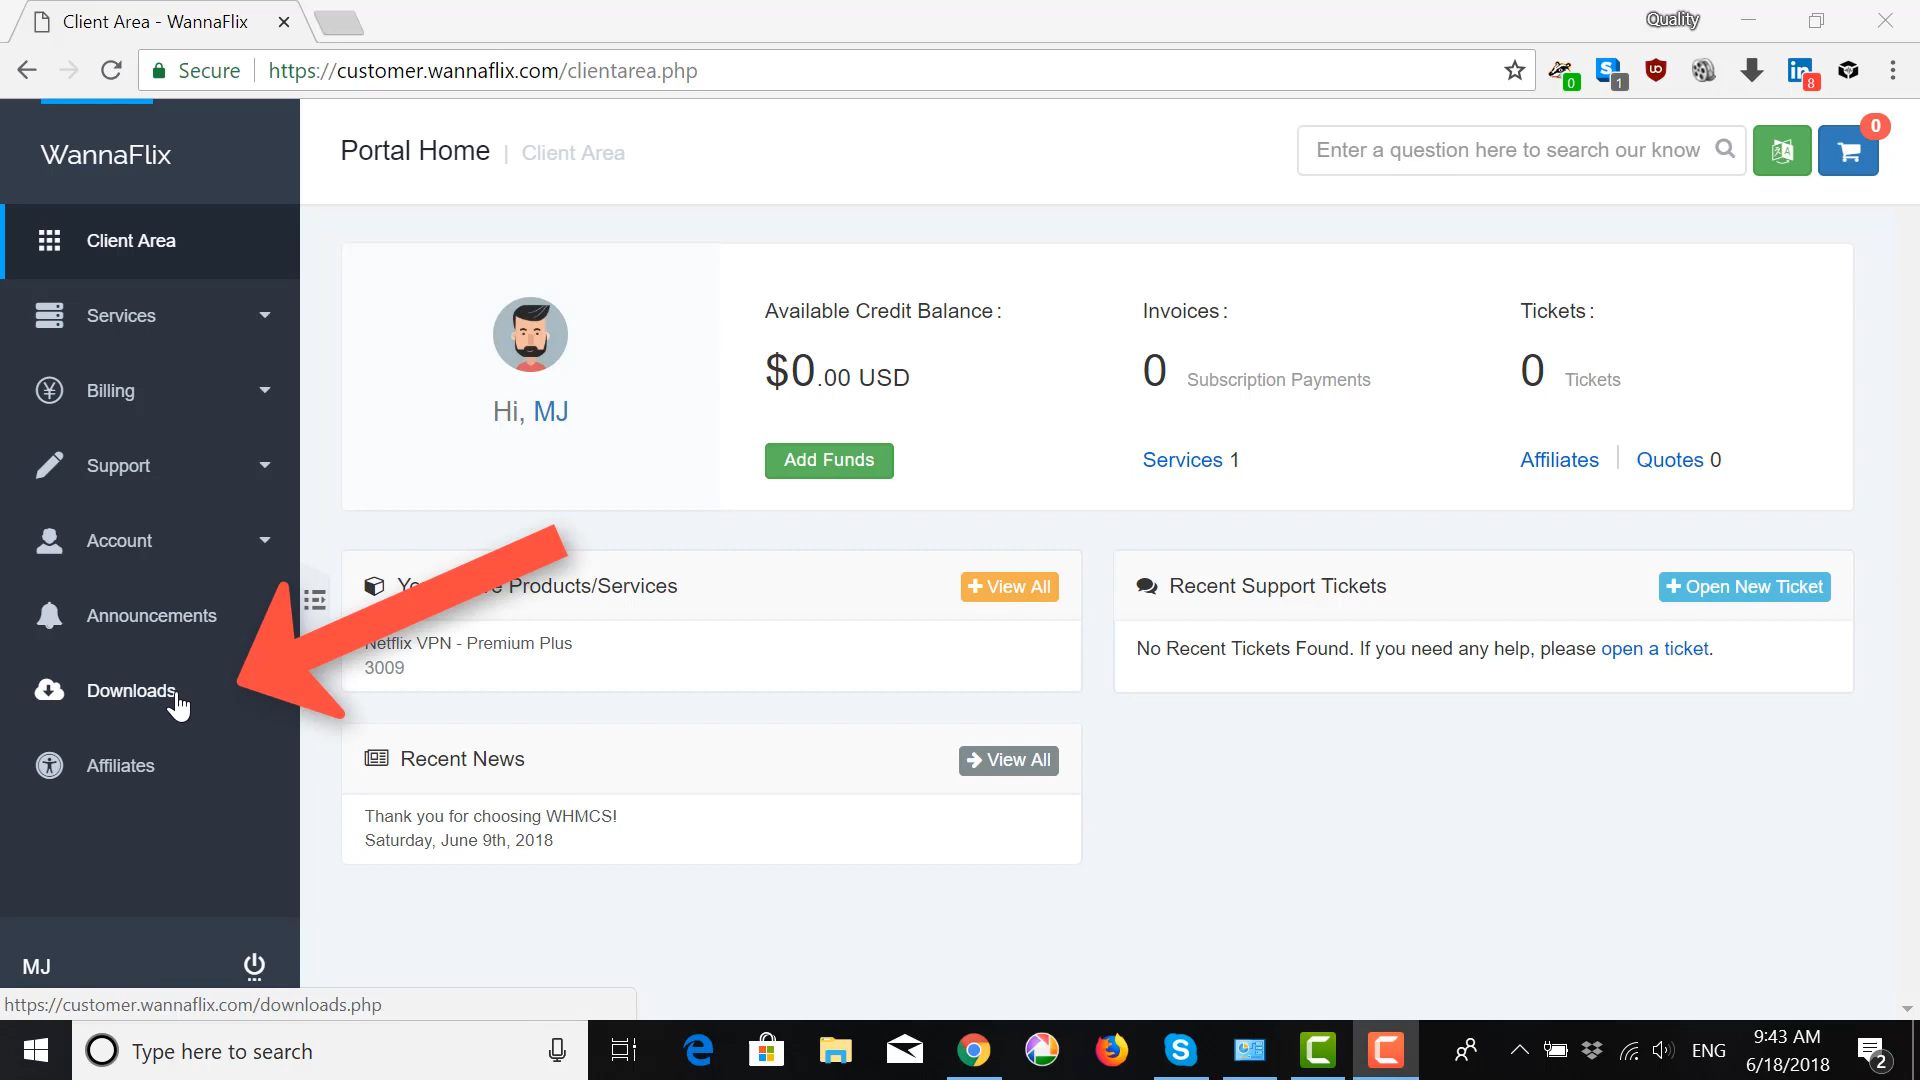 Client Area - WannaFlix
Quality
Secure
https://customer.wannaflix.com/clientarea.php
0
1
8
WannaFlix
Portal Home | Client Area
Enter a question here to search our know
0
Client Area
Services
Billing
Support
Account
Announcements
Downloads
Affiliates
MJ
Hi, MJ
Available Credit Balance:
$0.00 USD
Add Funds
Invoices:
0 Subscription Payments
Services 1
Tickets:
0 Tickets
Affiliates
Quotes 0
Products/Services
View All
Netflix VPN - Premium Plus
3009
Recent Support Tickets
Open New Ticket
No Recent Tickets Found. If you need any help, please open a ticket.
Recent News
View All
Thank you for choosing WHMCS!
Saturday, June 9th, 2018
https://customer.wannaflix.com/downloads.php
Type here to search
ENG
9:43 AM
6/18/2018
2